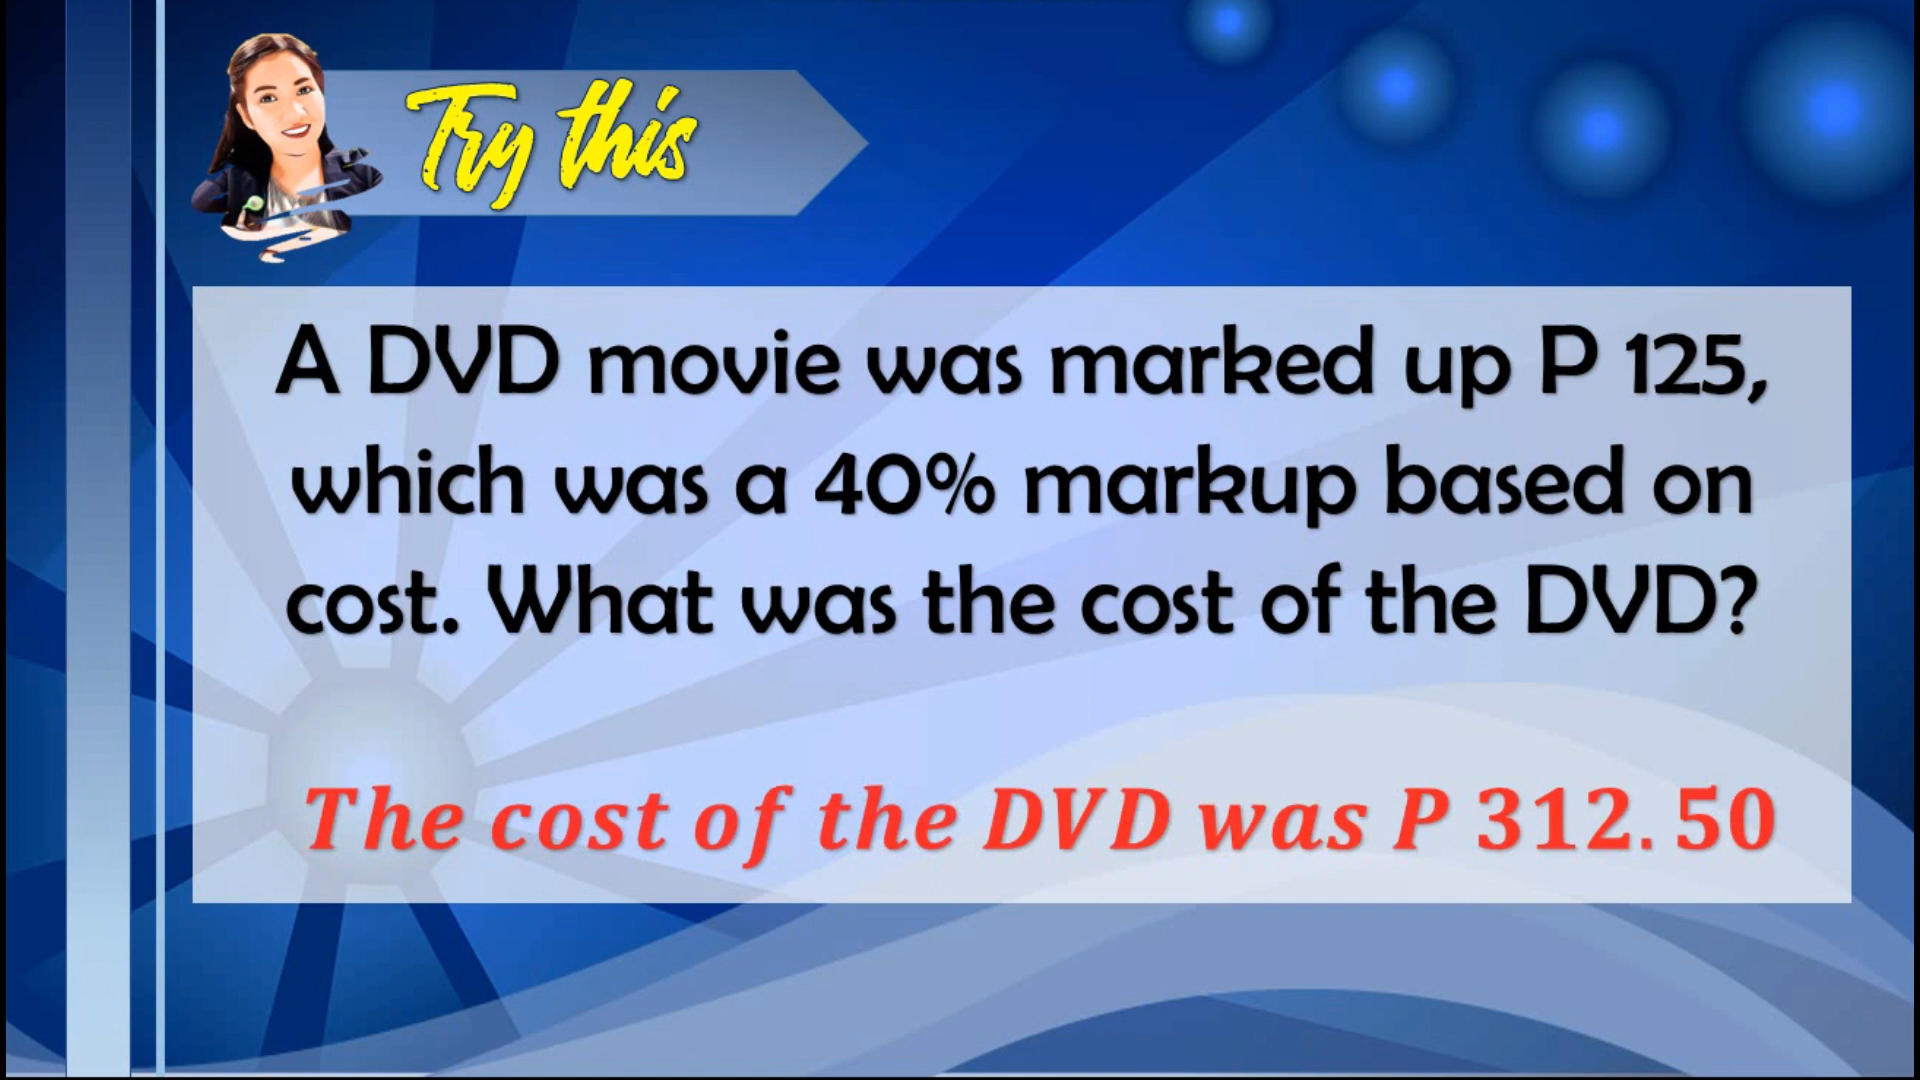 Try this
A DVD movie was marked up P 125,
which was a 40% markup based on
cost. What was the cost of the DVD?
The cost of the DVD was P 312.50